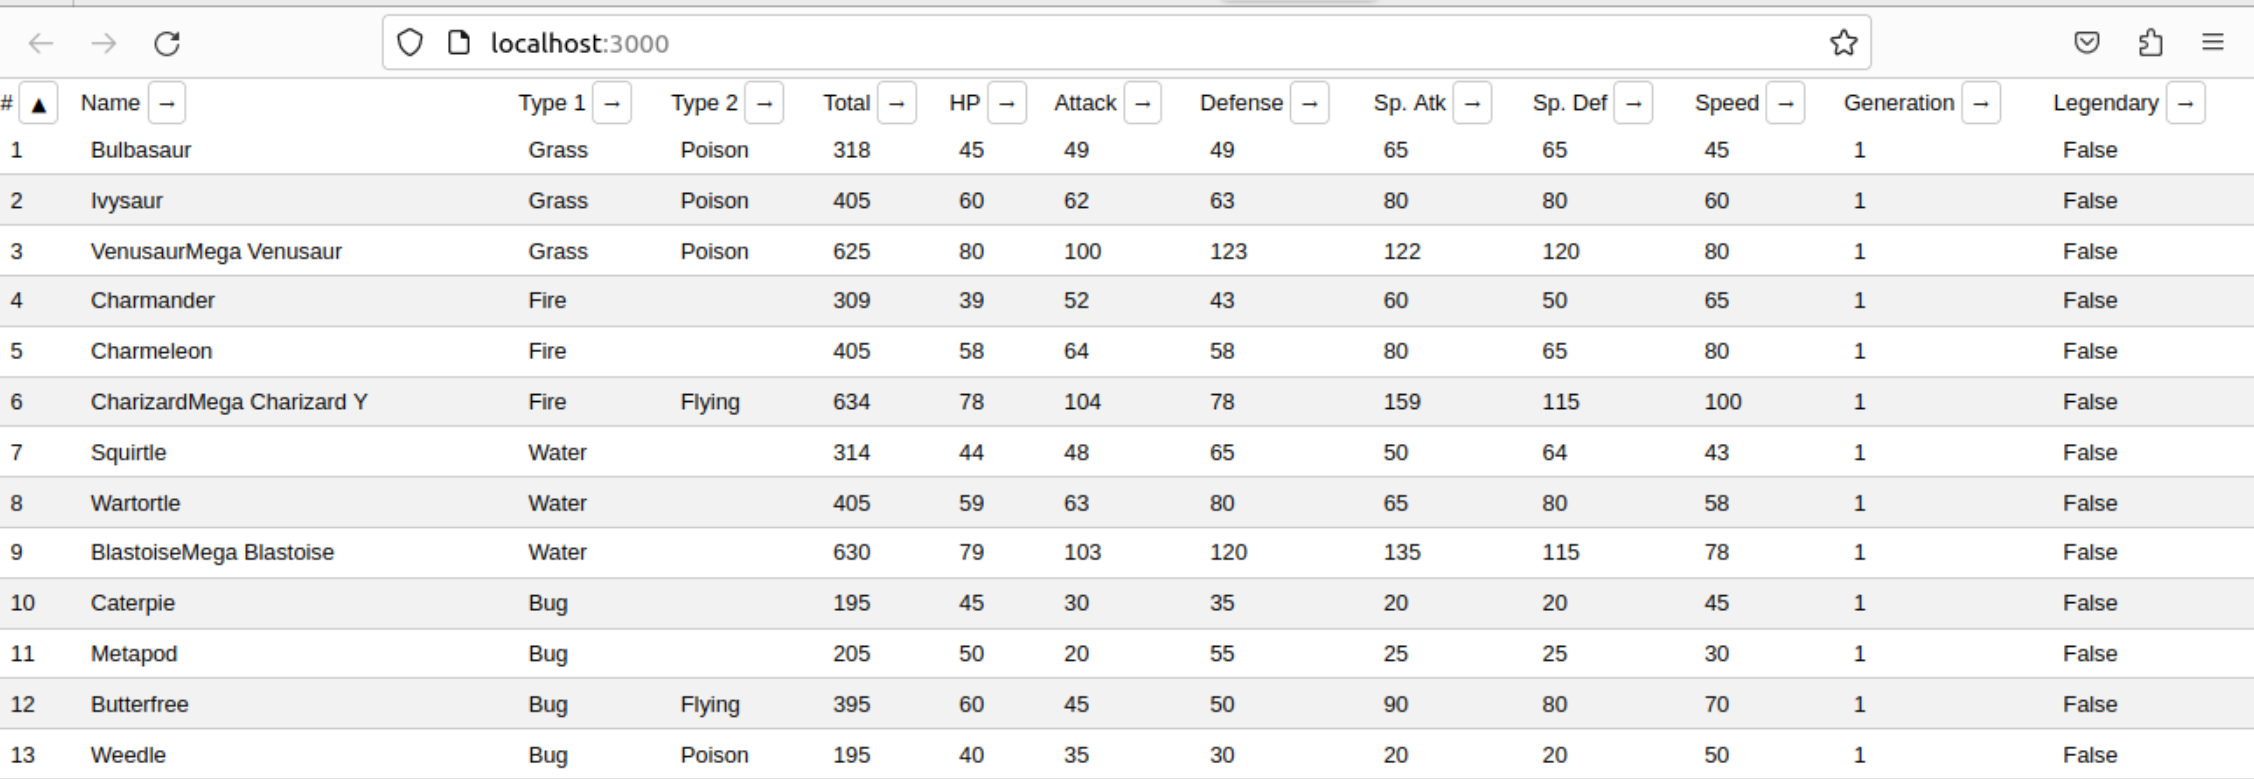 localhost:3000
# ▲ Name → Type 1 → Type 2 → Total → HP → Attack → Defense → Sp. Atk → Sp. Def → Speed → Generation → Legendary →
1 Bulbasaur Grass Poison 318 45 49 49 65 65 45 1 False
2 Ivysaur Grass Poison 405 60 62 63 80 80 60 1 False
3 VenusaurMega Venusaur Grass Poison 625 80 100 123 122 120 80 1 False
4 Charmander Fire 309 39 52 43 60 50 65 1 False
5 Charmeleon Fire 405 58 64 58 80 65 80 1 False
6 CharizardMega Charizard Y Fire Flying 634 78 104 78 159 115 100 1 False
7 Squirtle Water 314 44 48 65 50 64 43 1 False
8 Wartortle Water 405 59 63 80 65 80 58 1 False
9 BlastoiseMega Blastoise Water 630 79 103 120 135 115 78 1 False
10 Caterpie Bug 195 45 30 35 20 20 45 1 False
11 Metapod Bug 205 50 20 55 25 25 30 1 False
12 Butterfree Bug Flying 395 60 45 50 90 80 70 1 False
13 Weedle Bug Poison 195 40 35 30 20 20 50 1 False